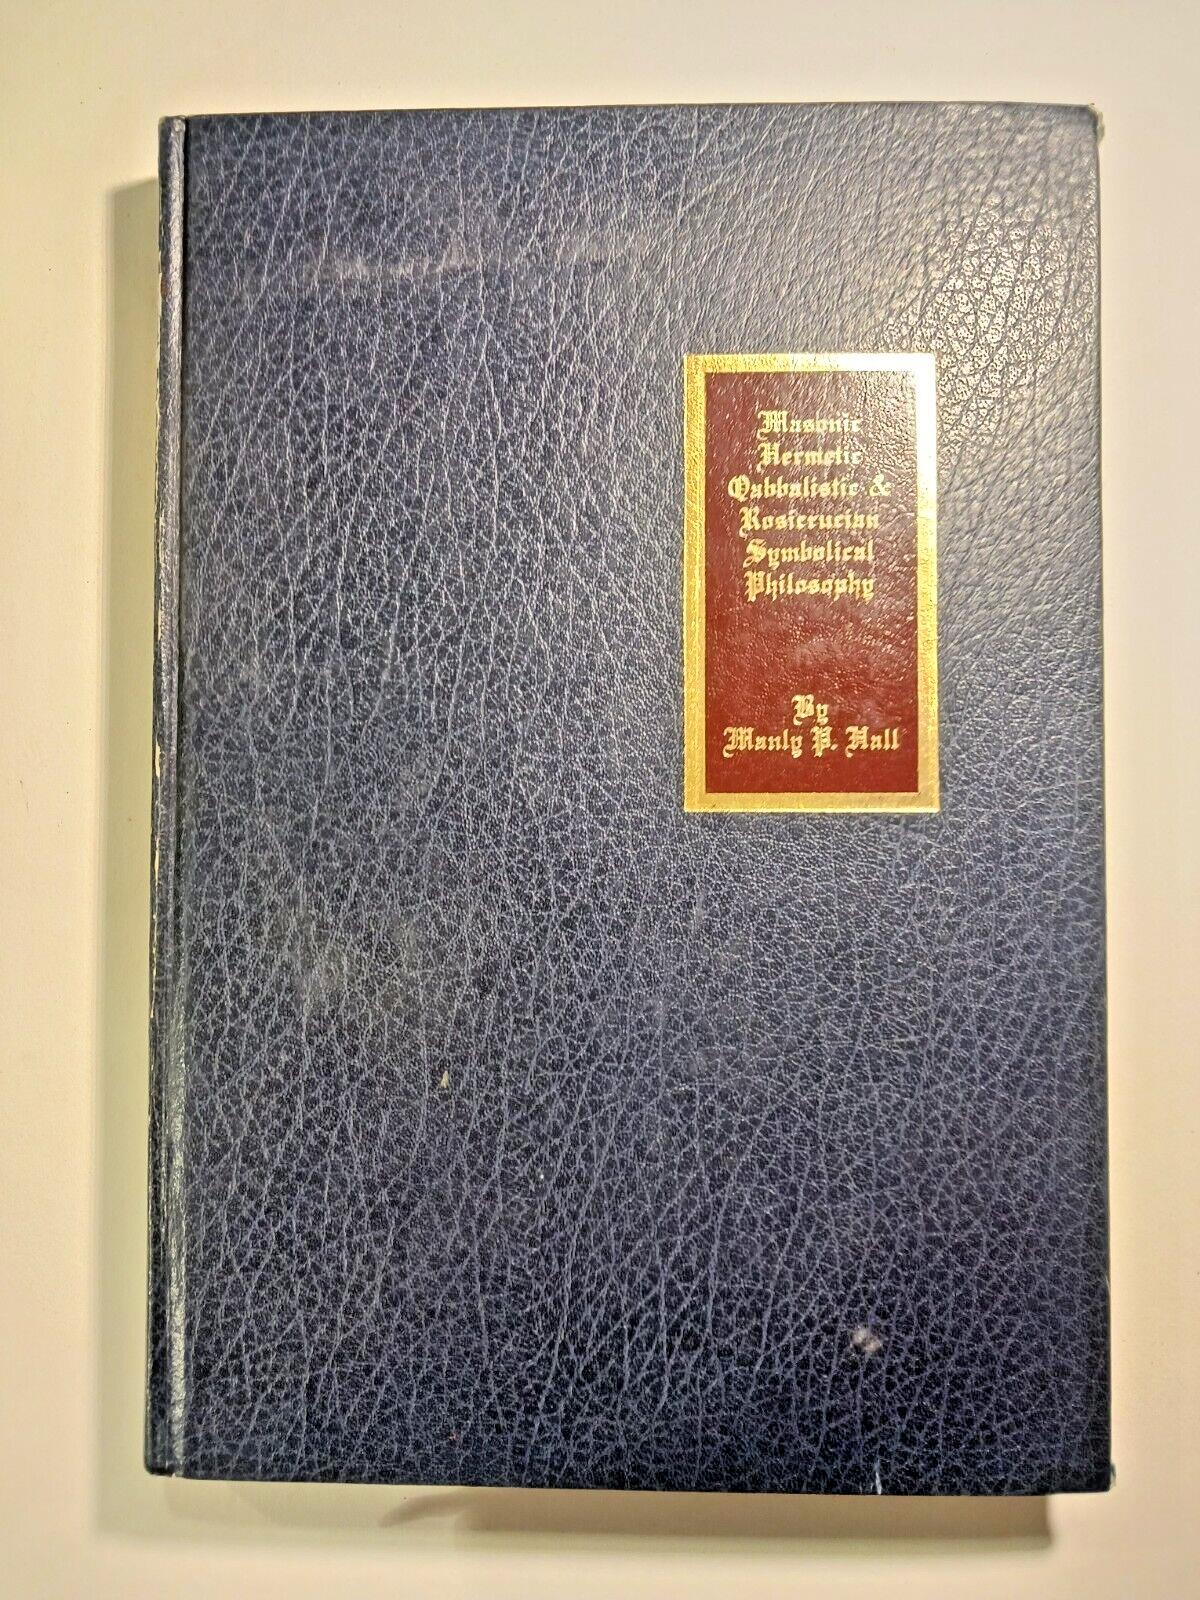 Masonic
Hermetic
Qabbalistic &
Rosicrucian
Symbolical
Philosophy
By
Manly P. Hall